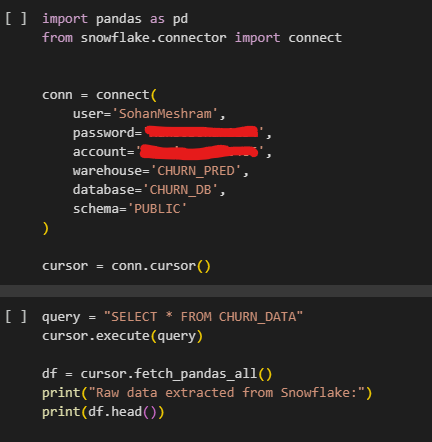 [ ] import pandas as pd
from snowflake.connector import connect
conn = connect(
user='SohanMeshram',
password=' ',
account=' ',
warehouse='CHURN_PRED',
database='CHURN_DB',
schema='PUBLIC'
)
cursor = conn.cursor()
[ ] query = "SELECT * FROM CHURN_DATA"
cursor.execute(query)
df = cursor.fetch_pandas_all()
print("Raw data extracted from Snowflake:")
print(df.head())